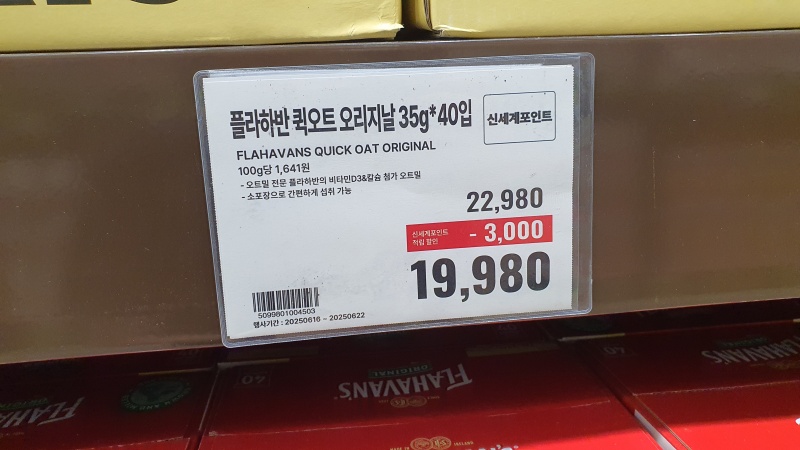 플라하반 퀵오트 오리지날 35g*40입
신세계포인트
FLAHAVANS QUICK OAT ORIGINAL
100g당 1,641원
- 오트밀 전문 플라하반의 비타민D3&칼슘 첨가 오트밀
- 소포장으로 간편하게 섭취 가능
22,980
신세계포인트
적립 할인
- 3,000
19,980
5099801004503
행사기간 : 20250616 ~ 20250622
FLAHAVANS
ORIGINAL
40
FLAHAVANS
FLAHAVANS
40